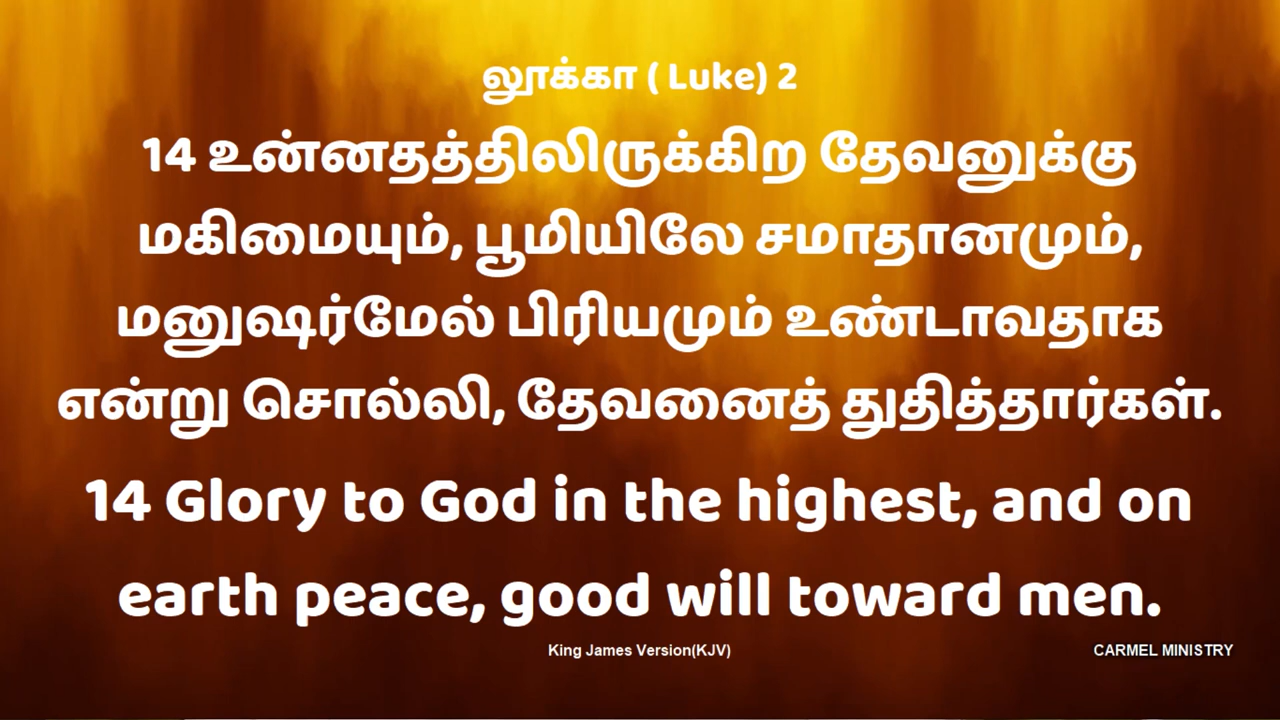 லூக்கா ( Luke) 2
14 உன்னதத்திலிருக்கிற தேவனுக்கு
மகிமையும், பூமியிலே சமாதானமும்,
மனுஷர்மேல் பிரியமும் உண்டாவதாக
என்று சொல்லி, தேவனைத் துதித்தார்கள்.
14 Glory to God in the highest, and on
earth peace, good will toward men.
King James Version(KJV)
CARMEL MINISTRY